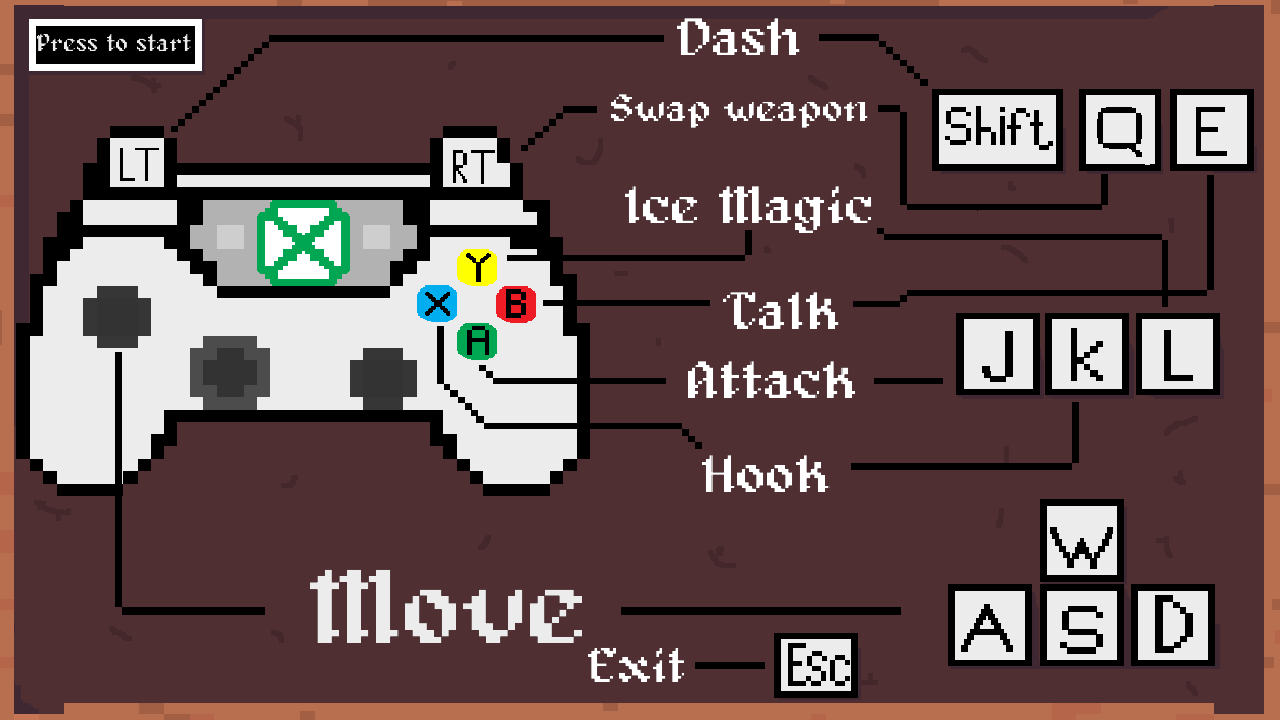 Press to start
Dash
Swap weapon
Shift Q E
LT RT
Ice Magic
Y
X B
A
Talk
J k L
Attack
Hook
W
A S D
Move
Exit Esc